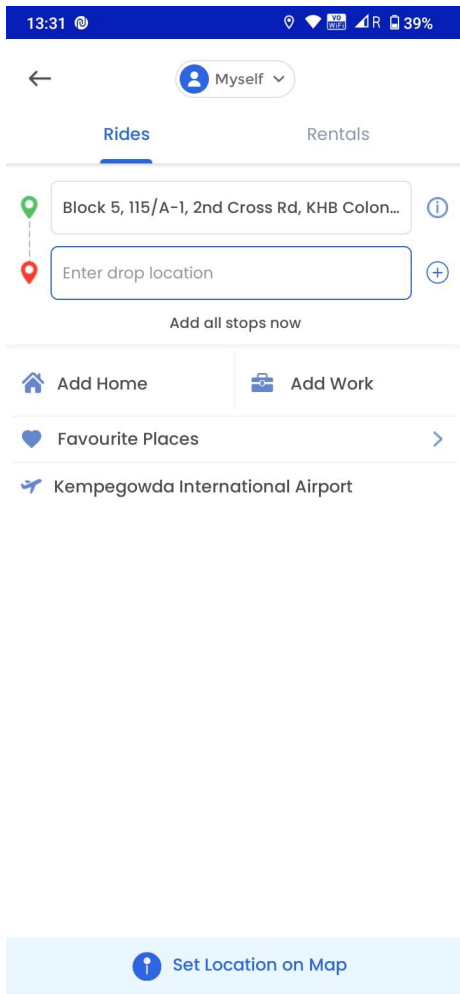 13:31 R 39%
VO
WiFi
Myself
Rides Rentals
Block 5, 115/A-1, 2nd Cross Rd, KHB Colon...
Enter drop location
Add all stops now
Add Home Add Work
Favourite Places
Kempegowda International Airport
Set Location on Map